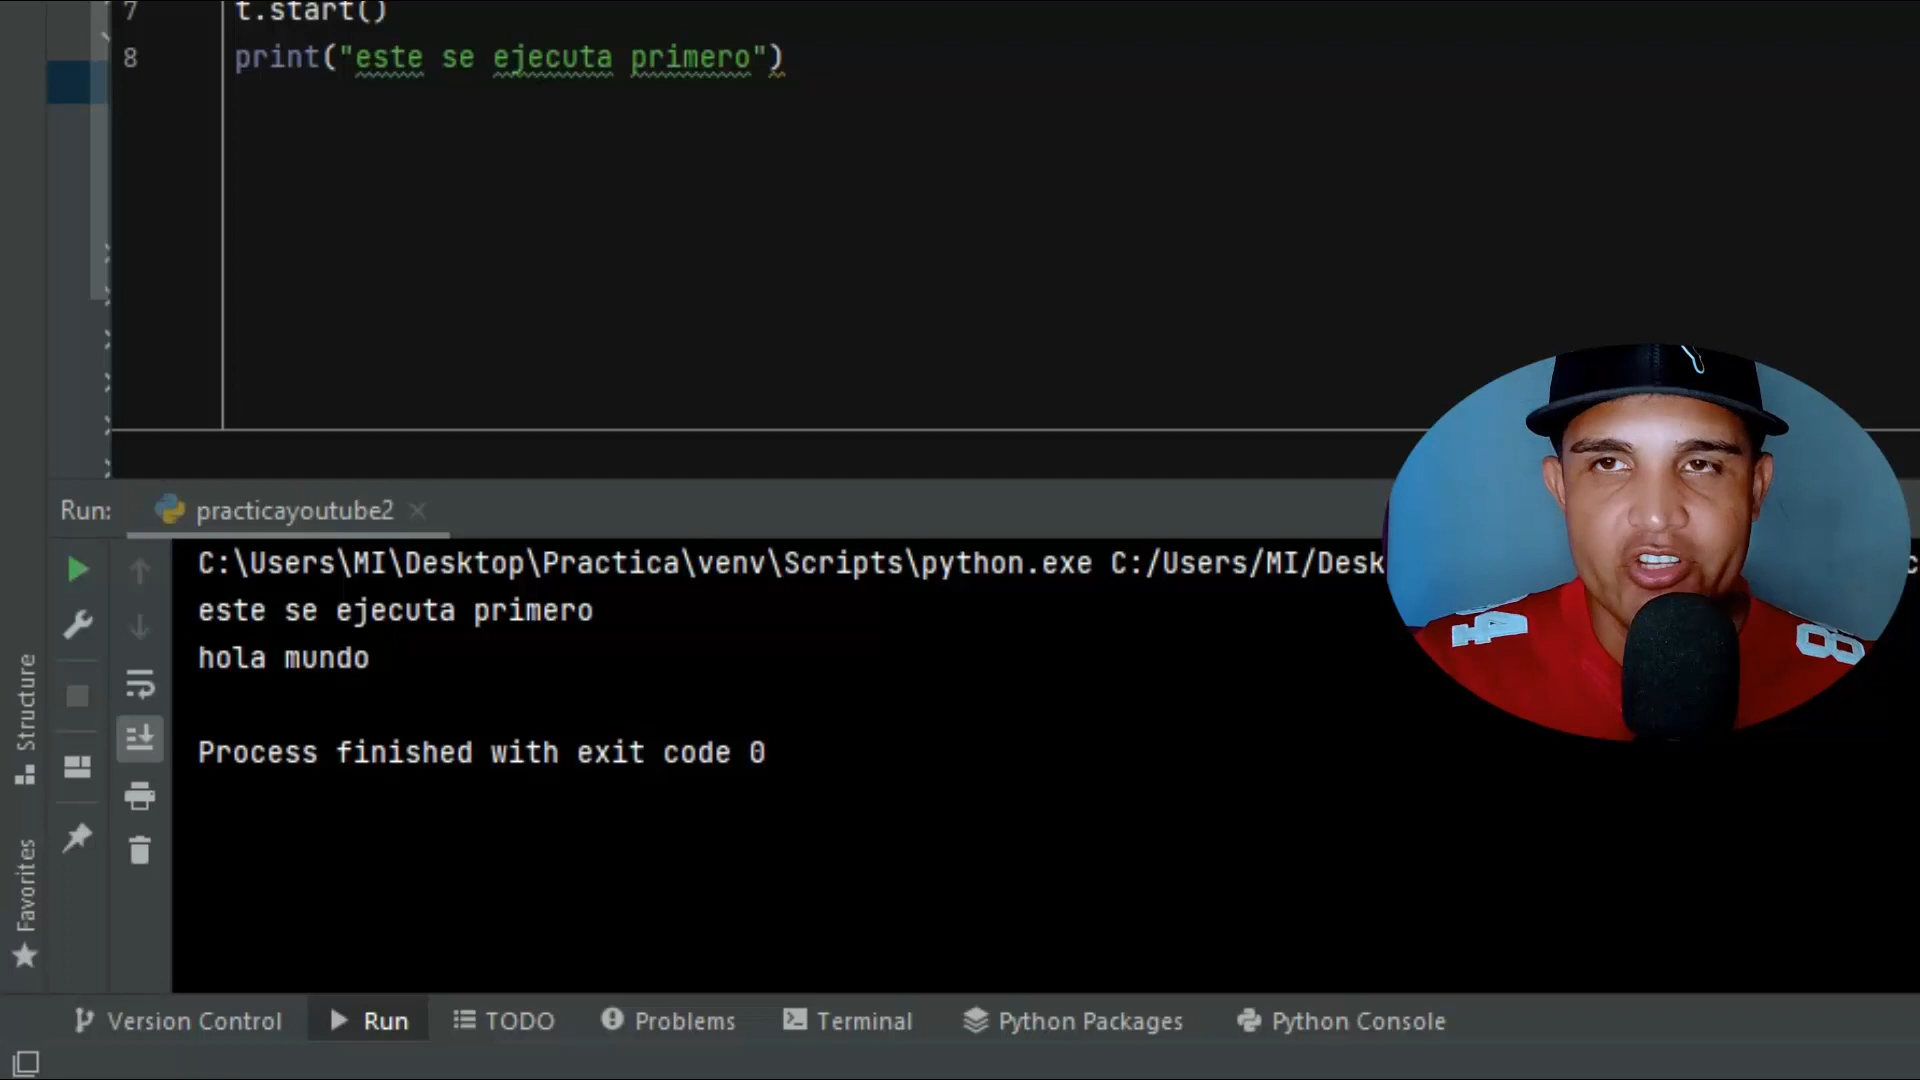 7 t.start()
8 print("este se ejecuta primero")
Run: practicayoutube2
C:\Users\MI\Desktop\Practica\venv\Scripts\python.exe C:/Users/MI/Desk
este se ejecuta primero
hola mundo
Process finished with exit code 0
Structure
Favorites
Version Control Run TODO Problems Terminal Python Packages Python Console